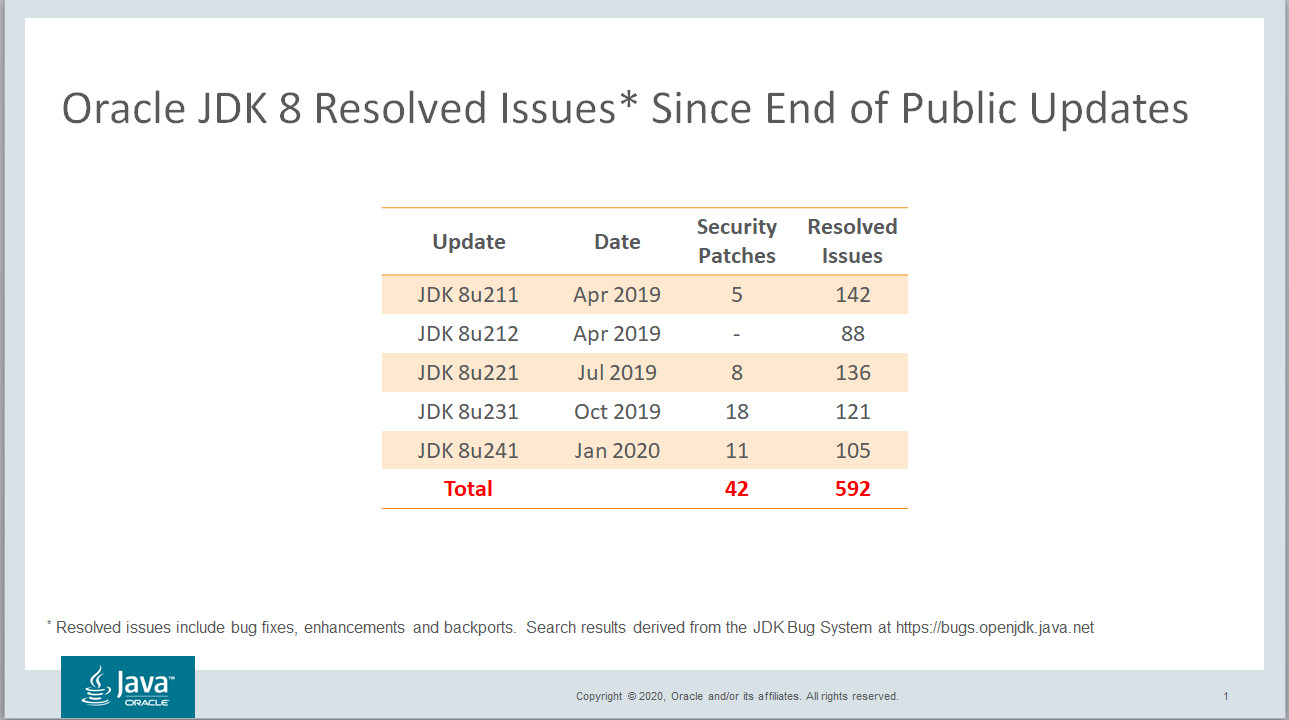 Oracle JDK 8 Resolved Issues* Since End of Public Updates
Update Date Security Patches Resolved Issues
JDK 8u211 Apr 2019 5 142
JDK 8u212 Apr 2019 - 88
JDK 8u221 Jul 2019 8 136
JDK 8u231 Oct 2019 18 121
JDK 8u241 Jan 2020 11 105
Total 42 592
* Resolved issues include bug fixes, enhancements and backports. Search results derived from the JDK Bug System at https://bugs.openjdk.java.net
Java™
ORACLE
Copyright © 2020, Oracle and/or its affiliates. All rights reserved.
1